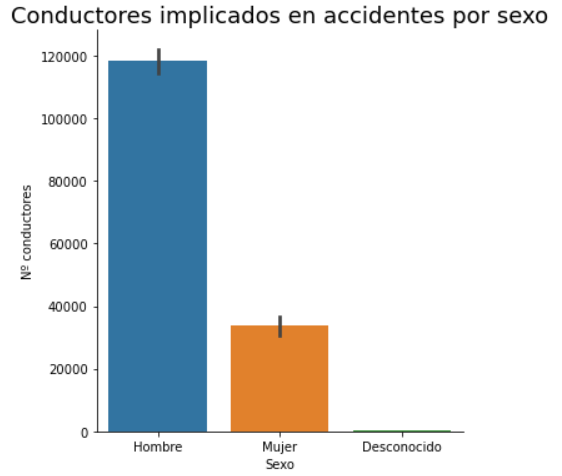 Conductores implicados en accidentes por sexo
120000
100000
80000
60000
40000
20000
0
Nº conductores
Hombre Mujer Desconocido
Sexo